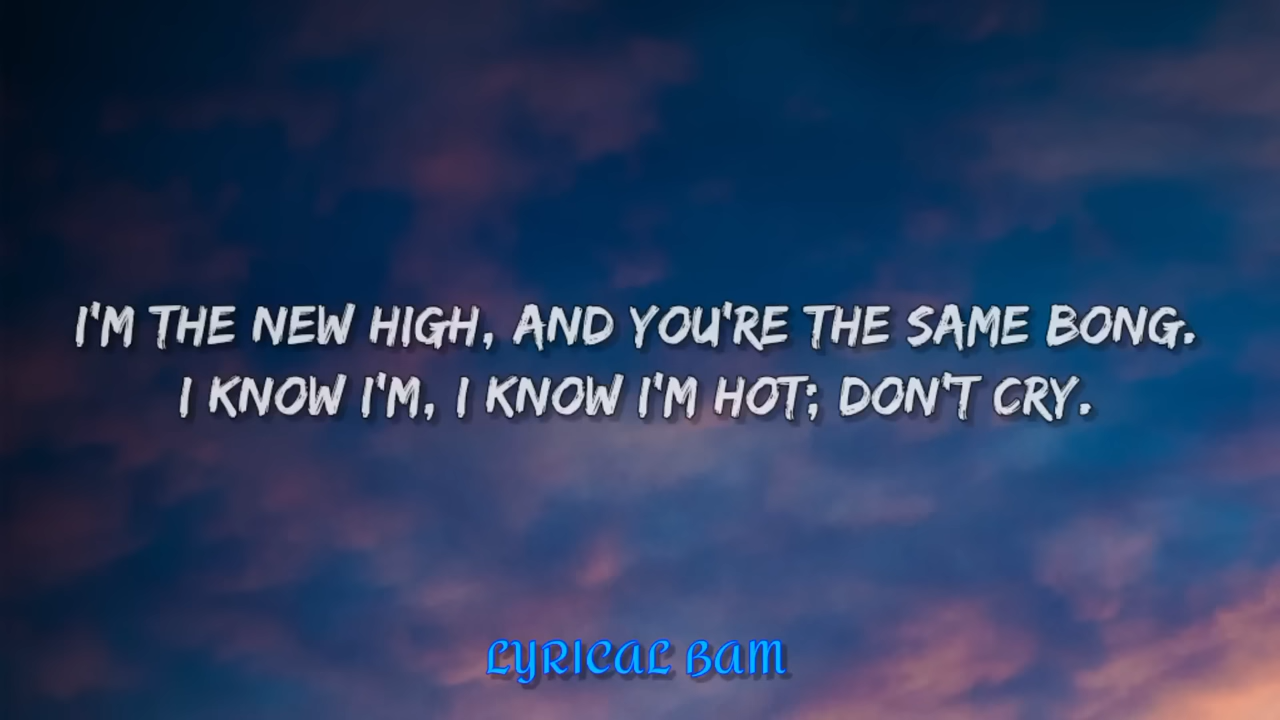 I'M THE NEW HIGH, AND YOU'RE THE SAME BONG.
I KNOW I'M, I KNOW I'M HOT; DON'T CRY.
LYRICAL BAM